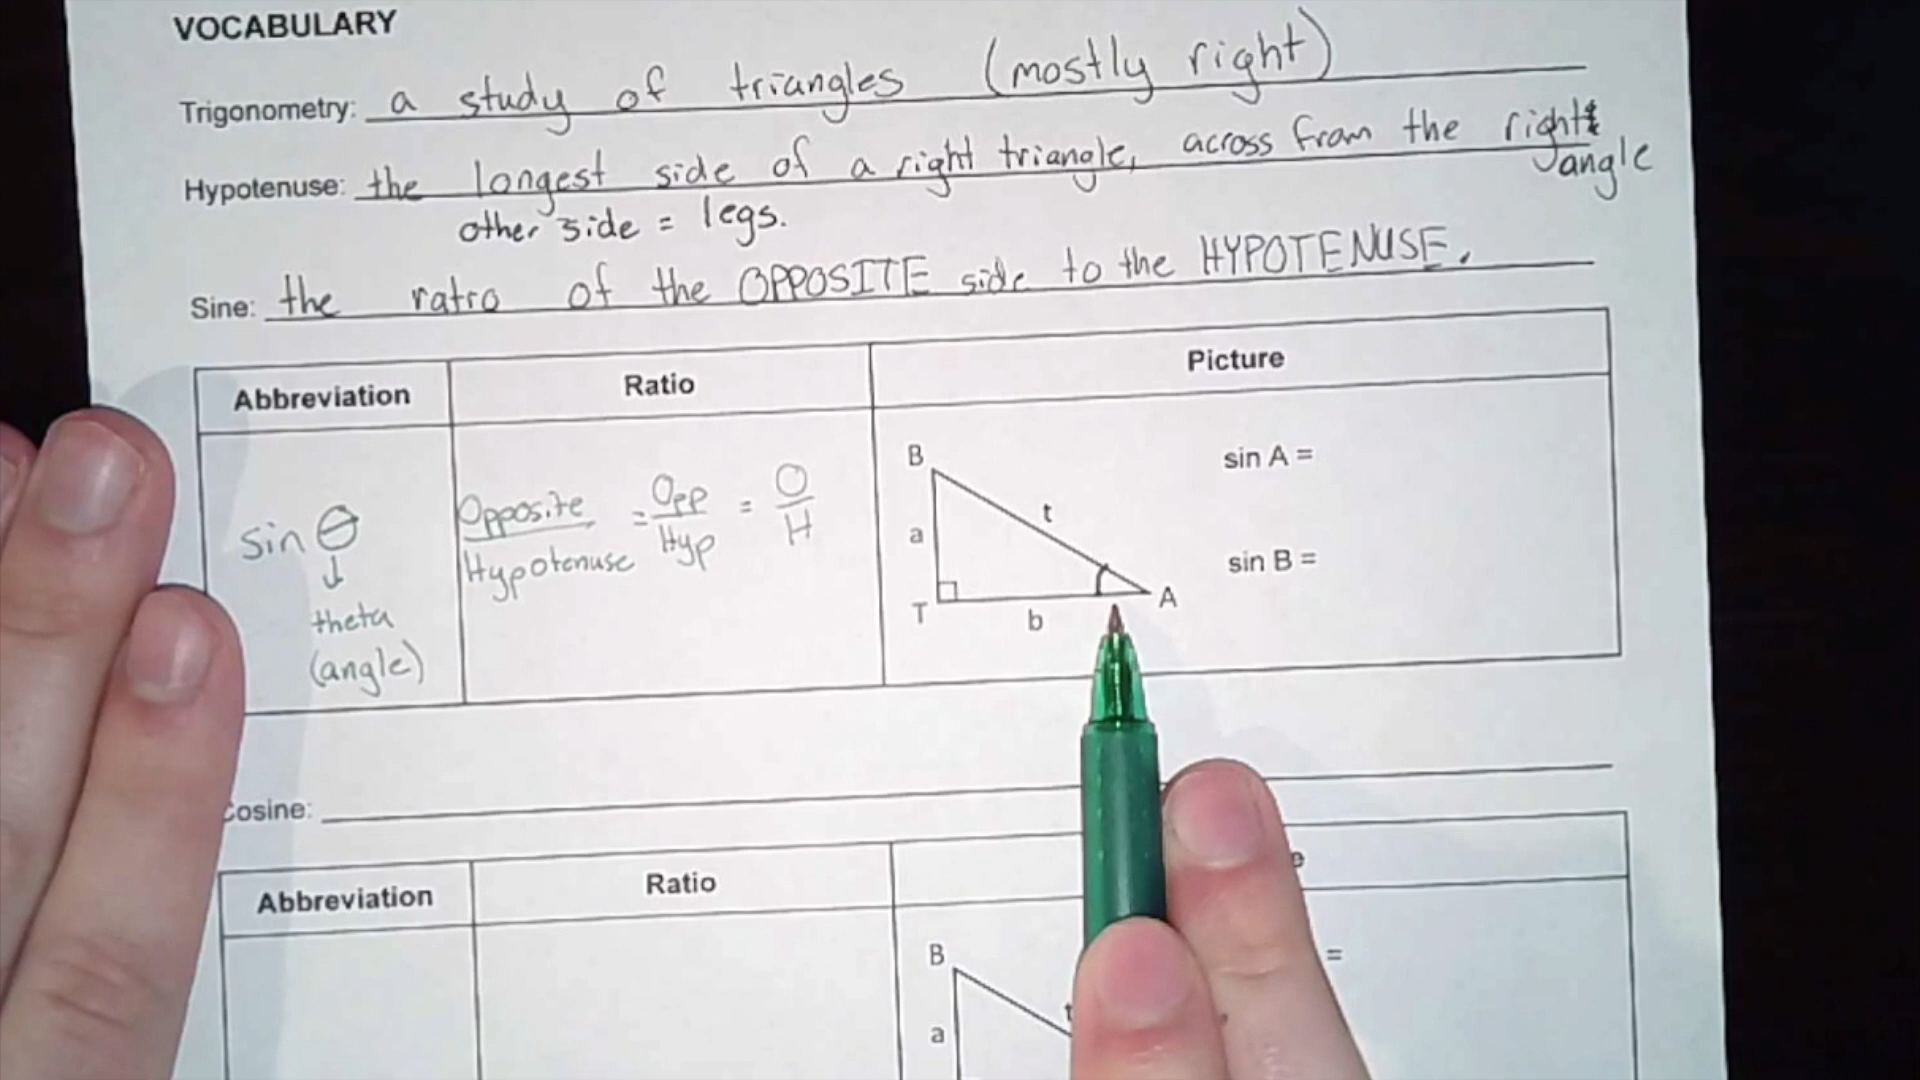 VOCABULARY
Trigonometry: a study of triangles (mostly right)
Hypotenuse: the longest side of a right triangle, across from the right
angle
other side = legs.
Sine: the ratio of the OPPOSITE side to the HYPOTENUSE.
Abbreviation Ratio Picture
sin θ
↓
theta
(angle)
Opposite/Hypotenuse = Opp/Hyp = O/H
B
t
a
T
b
A
sin A =
sin B =
Cosine:
Abbreviation Ratio
B
t
a
=